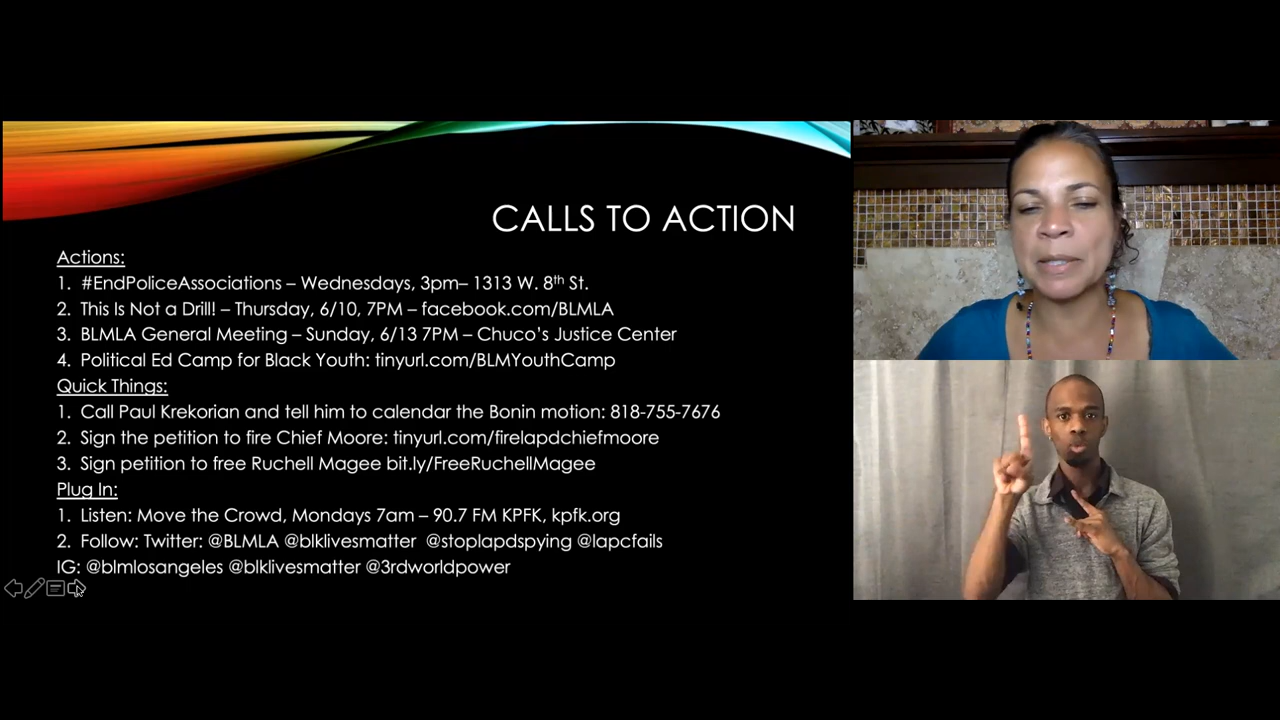 CALLS TO ACTION
Actions:
1. #EndPoliceAssociations – Wednesdays, 3pm– 1313 W. 8th St.
2. This Is Not a Drill! – Thursday, 6/10, 7PM – facebook.com/BLMLA
3. BLMLA General Meeting – Sunday, 6/13 7PM – Chuco's Justice Center
4. Political Ed Camp for Black Youth: tinyurl.com/BLMYouthCamp
Quick Things:
1. Call Paul Krekorian and tell him to calendar the Bonin motion: 818-755-7676
2. Sign the petition to fire Chief Moore: tinyurl.com/firelapdchiefmoore
3. Sign petition to free Ruchell Magee bit.ly/FreeRuchellMagee
Plug In:
1. Listen: Move the Crowd, Mondays 7am – 90.7 FM KPFK, kpfk.org
2. Follow: Twitter: @BLMLA @blklivesmatter @stoplapdspying @lapcfails
IG: @blmlosangeles @blklivesmatter @3rdworldpower